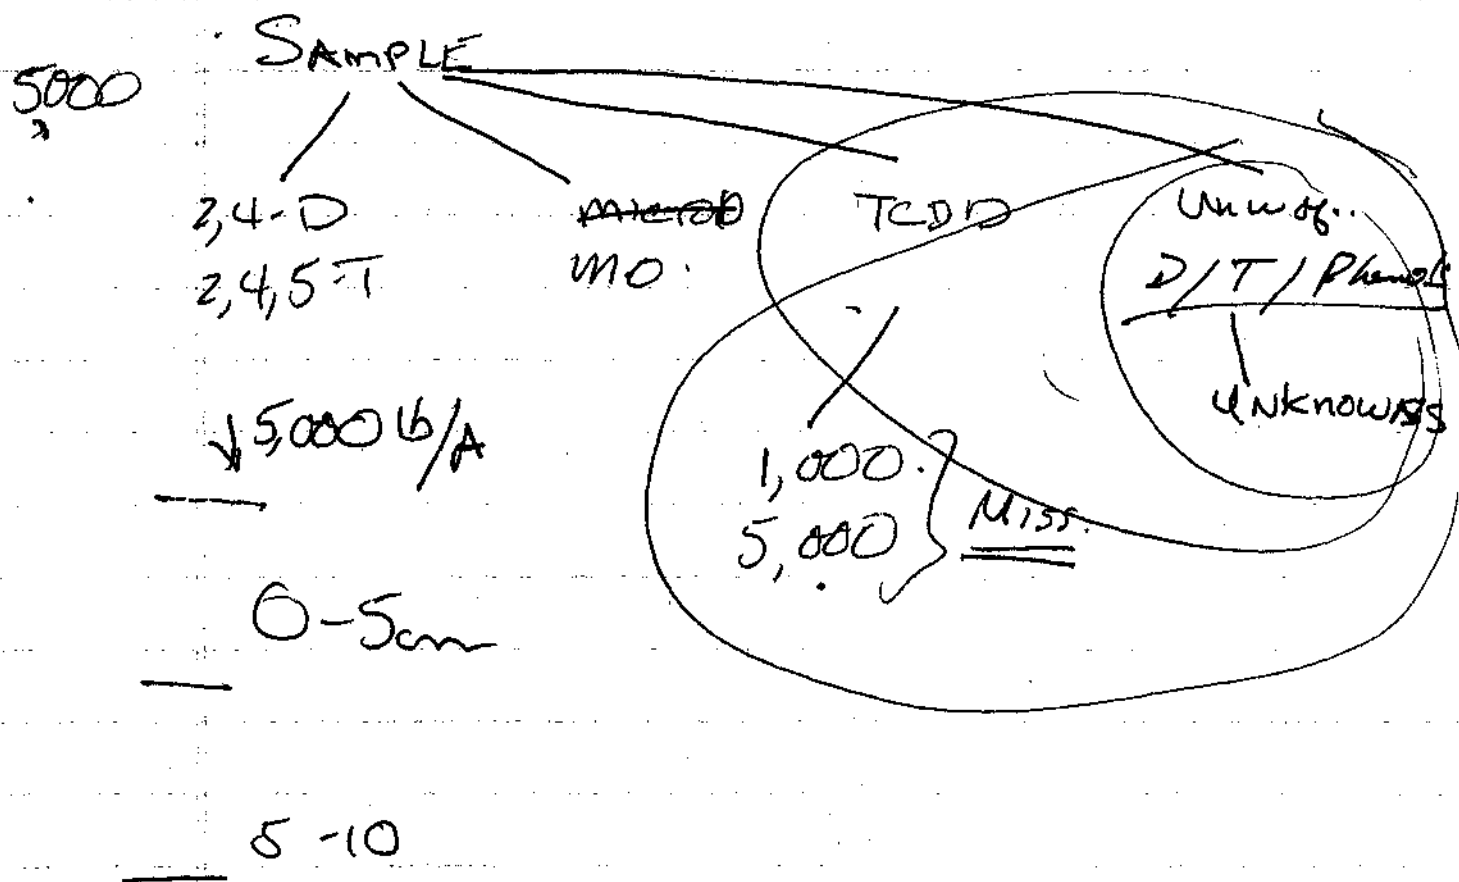 SAMPLE
5000
2,4-D
2,4,5-T
MO.
TCDD
D/T/Phenols
UNKNOWNS
↓5,000 lb/A
1,000
5,000
Miss.
0-5cm
5-10